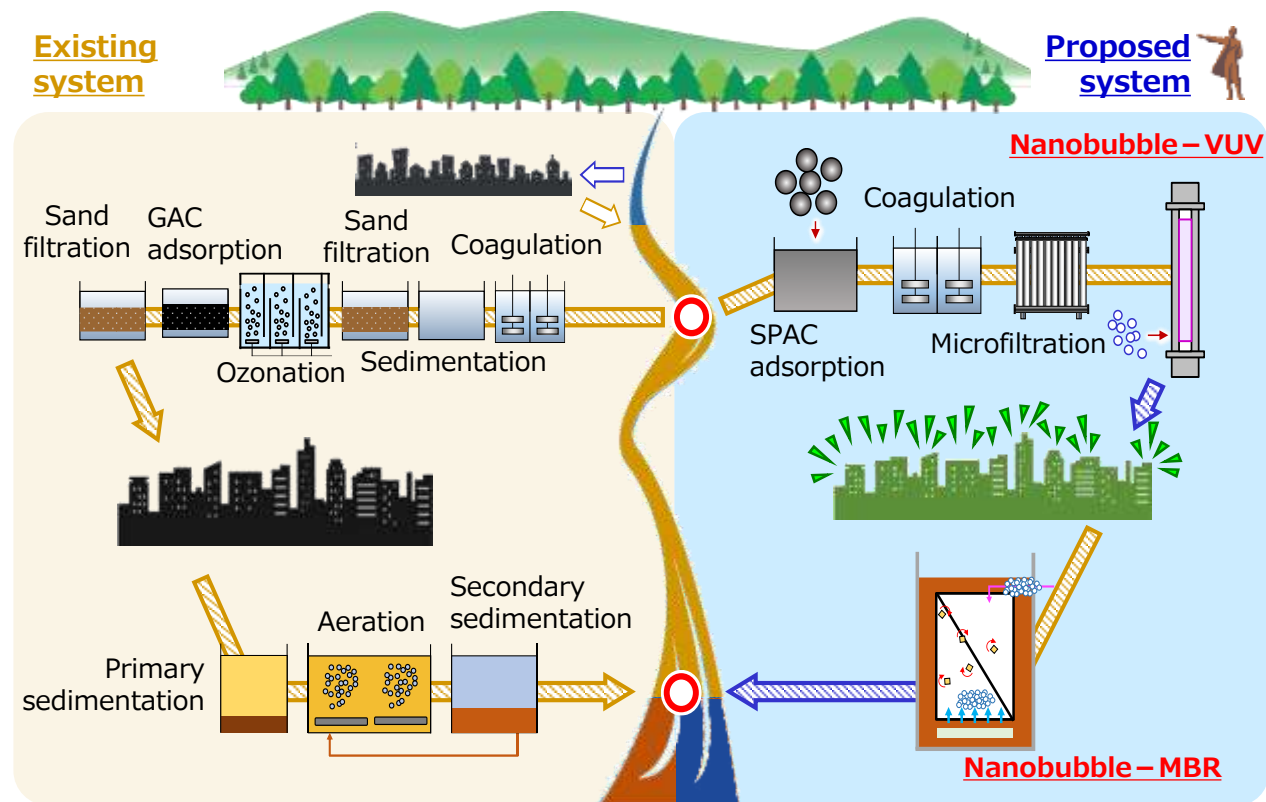 Existing
system
Proposed
system
Nanobubble – VUV
Sand
filtration
GAC
adsorption
Ozonation
Sand
filtration
Sedimentation
Coagulation
SPAC
adsorption
Coagulation
Microfiltration
Primary
sedimentation
Aeration
Secondary
sedimentation
Nanobubble – MBR